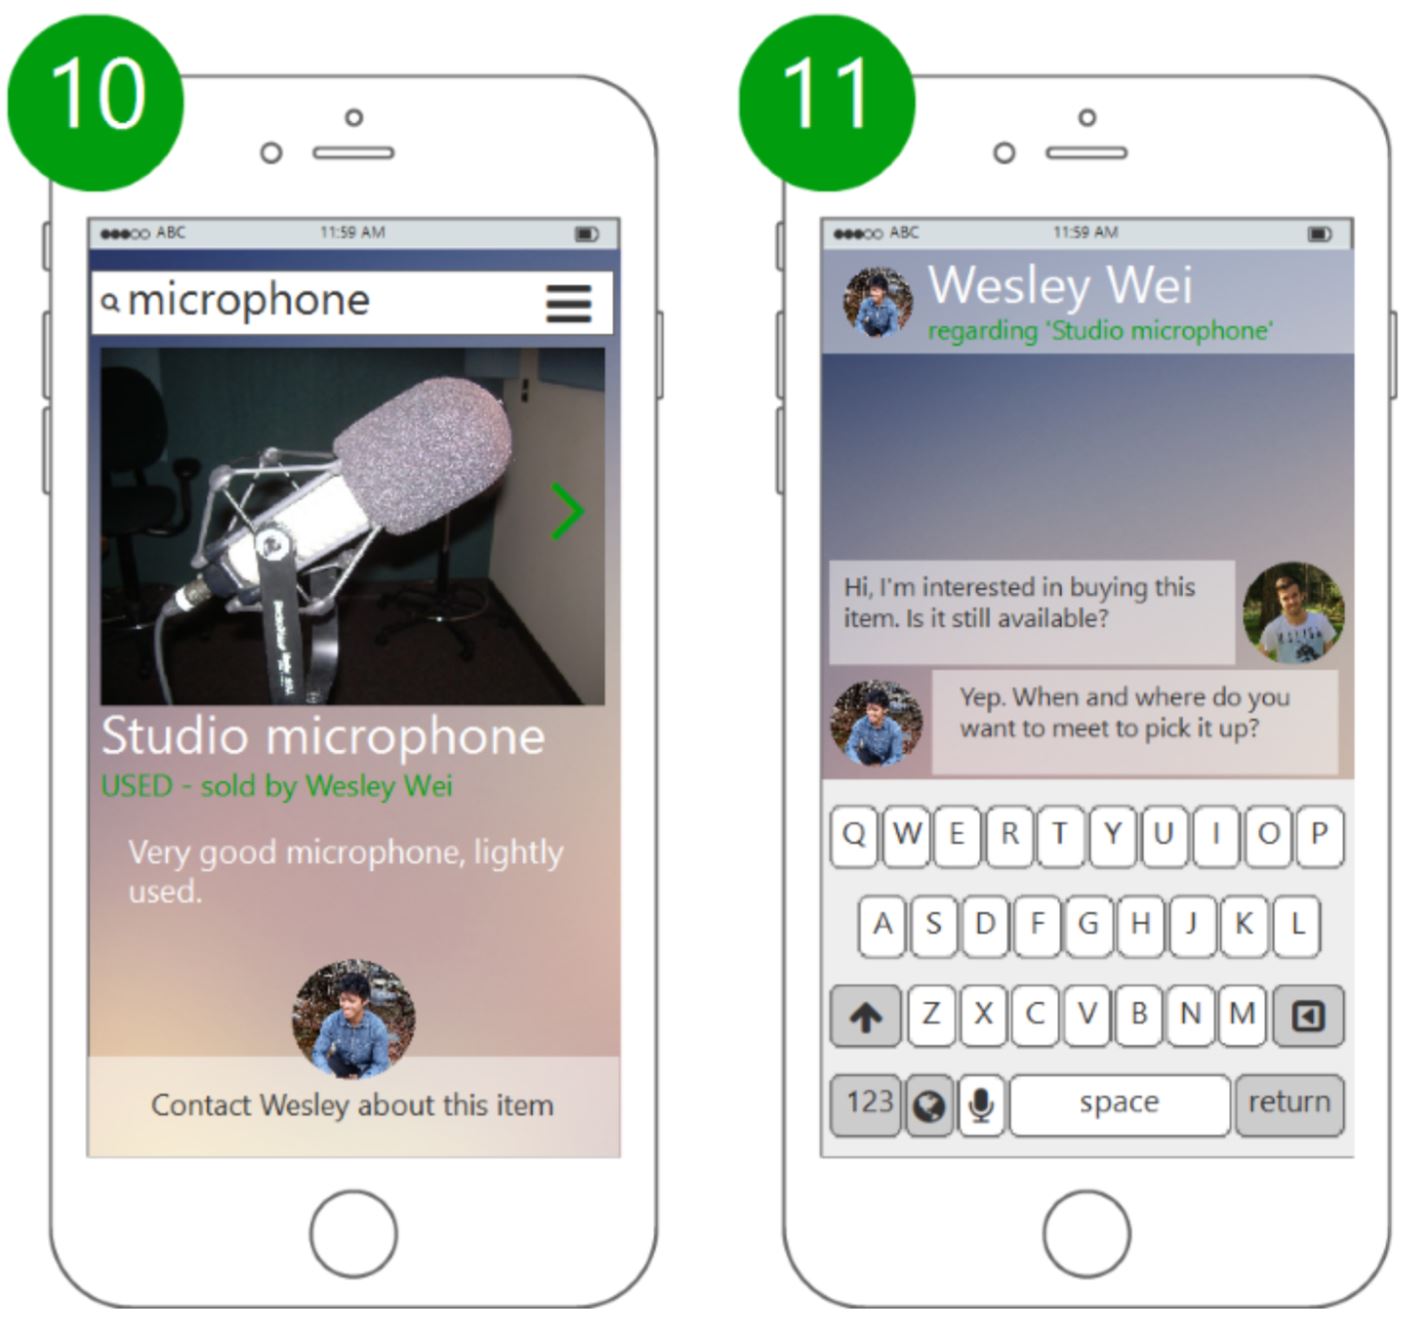 10
ABC 11:59 AM
microphone
Studio microphone
USED - sold by Wesley Wei
Very good microphone, lightly
used.
Contact Wesley about this item
11
ABC 11:59 AM
Wesley Wei
regarding 'Studio microphone'
Hi, I'm interested in buying this
item. Is it still available?
Yep. When and where do you
want to meet to pick it up?
Q W E R T Y U I O P
A S D F G H J K L
Z X C V B N M
123 space return